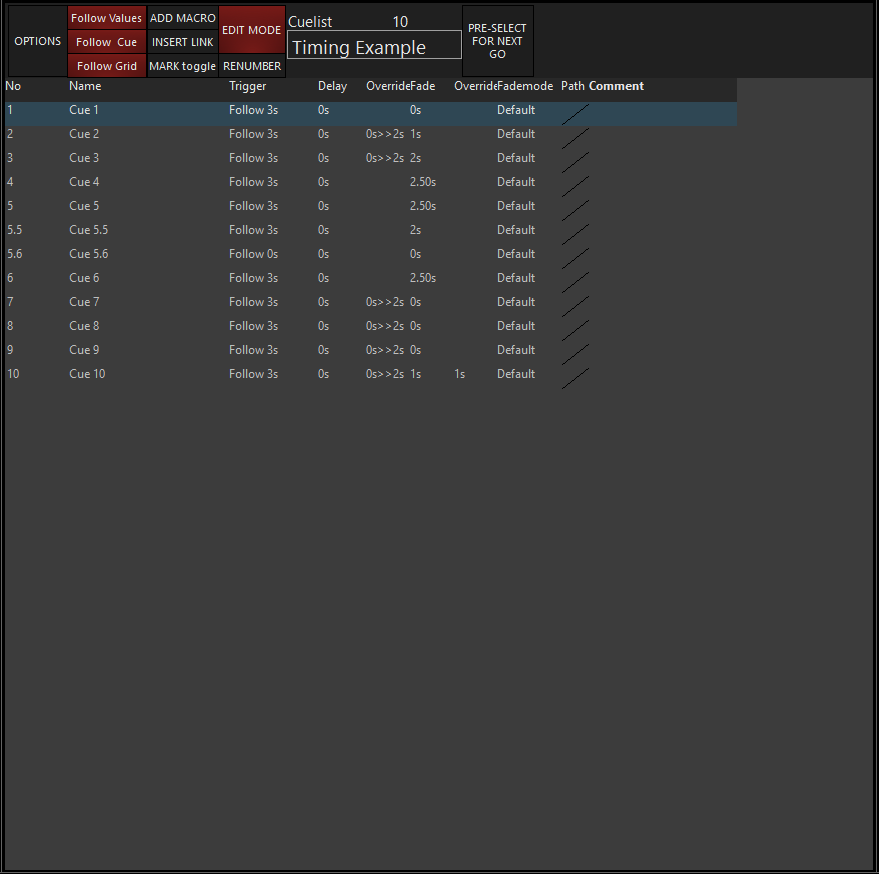 OPTIONS
Follow Values
Follow Cue
Follow Grid
ADD MACRO
INSERT LINK
MARK toggle
EDIT MODE
RENUMBER
Cuelist 10
Timing Example
PRE-SELECT
FOR NEXT
GO
No Name Trigger Delay OverrideFade OverrideFademode Path Comment
1 Cue 1 Follow 3s 0s 0s Default
2 Cue 2 Follow 3s 0s 0s>>2s 1s Default
3 Cue 3 Follow 3s 0s 0s>>2s 2s Default
4 Cue 4 Follow 3s 0s 2.50s Default
5 Cue 5 Follow 3s 0s 2.50s Default
5.5 Cue 5.5 Follow 3s 0s 2s Default
5.6 Cue 5.6 Follow 0s 0s 0s Default
6 Cue 6 Follow 3s 0s 2.50s Default
7 Cue 7 Follow 3s 0s 0s>>2s 0s Default
8 Cue 8 Follow 3s 0s 0s>>2s 0s Default
9 Cue 9 Follow 3s 0s 0s>>2s 0s Default
10 Cue 10 Follow 3s 0s 0s>>2s 1s 1s Default